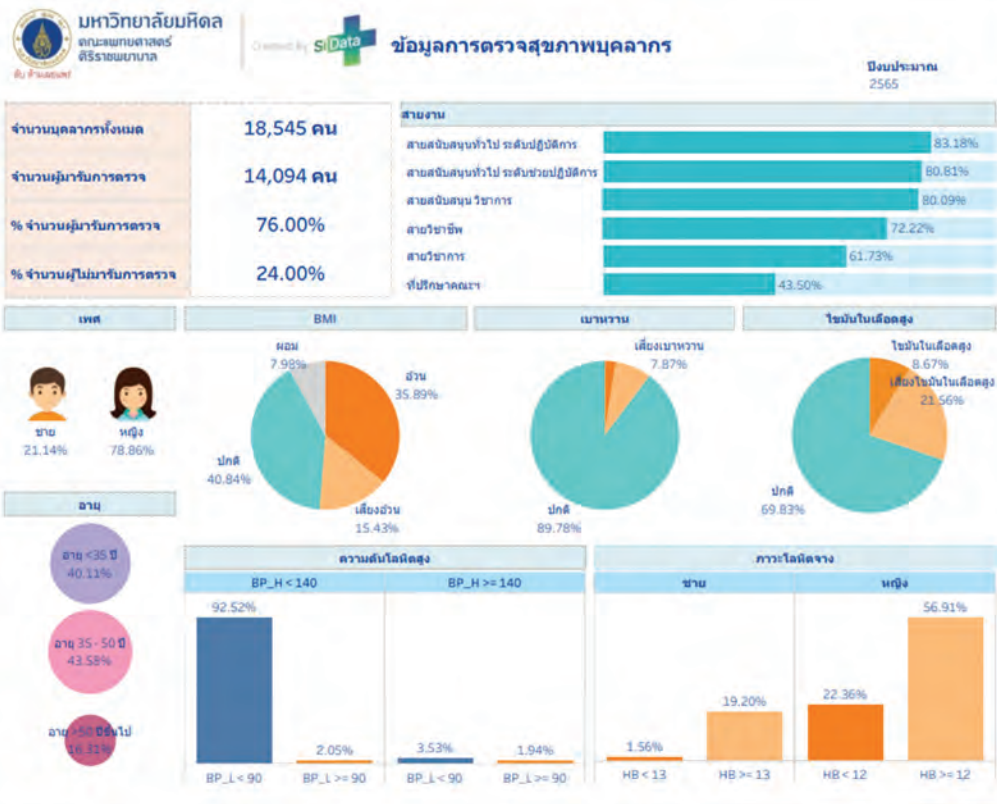 มหาวิทยาลัยมหิดล
คณะแพทยศาสตร์
ศิริราชพยาบาล
Created By SiData
ข้อมูลการตรวจสุขภาพบุคลากร
ปีงบประมาณ
2565
จำนวนบุคลากรทั้งหมด 18,545 คน
จำนวนผู้มารับการตรวจ 14,094 คน
% จำนวนผู้มารับการตรวจ 76.00%
% จำนวนผู้ไม่มารับการตรวจ 24.00%
สายงาน
สายสนับสนุนทั่วไป ระดับปฏิบัติการ 83.18%
สายสนับสนุนทั่วไป ระดับช่วยปฏิบัติการ 80.81%
สายสนับสนุน วิชาการ 80.09%
สายวิชาชีพ 72.22%
สายวิชาการ 61.73%
ที่ปรึกษาคณะฯ 43.50%
เพศ
ชาย
21.14%
หญิง
78.86%
BMI
ผอม
7.98%
อ้วน
35.89%
ปกติ
40.84%
เสี่ยงอ้วน
15.43%
เบาหวาน
เสี่ยงเบาหวาน
7.87%
ปกติ
89.78%
ไขมันในเลือดสูง
ไขมันในเลือดสูง
8.67%
เสี่ยงไขมันในเลือดสูง
21.56%
ปกติ
69.83%
อายุ
อายุ <35 ปี
40.11%
อายุ 35 - 50 ปี
43.58%
อายุ >50 ปีขึ้นไป
16.31%
ความดันโลหิตสูง
BP_H < 140 BP_H >= 140
92.52% 2.05% 3.53% 1.94%
BP_L < 90 BP_L >= 90 BP_L < 90 BP_L >= 90
ภาวะโลหิตจาง
ชาย หญิง
1.56% 19.20% 22.36% 56.91%
HB < 13 HB >= 13 HB < 12 HB >= 12